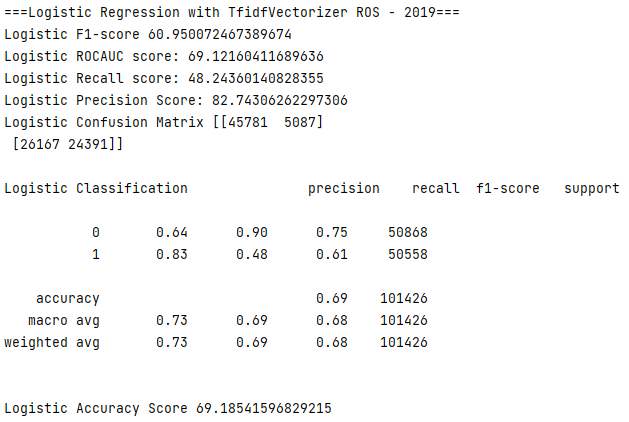 ===Logistic Regression with TfidfVectorizer ROS - 2019===
Logistic F1-score 60.950072467389674
Logistic ROCAUC score: 69.12160411689636
Logistic Recall score: 48.24360140828355
Logistic Precision Score: 82.74306262297306
Logistic Confusion Matrix [[45781  5087]
 [26167 24391]]
Logistic Classification               precision    recall  f1-score   support
           0       0.64      0.90      0.75     50868
           1       0.83      0.48      0.61     50558
    accuracy                           0.69    101426
   macro avg       0.73      0.69      0.68    101426
weighted avg       0.73      0.69      0.68    101426
Logistic Accuracy Score 69.18541596829215